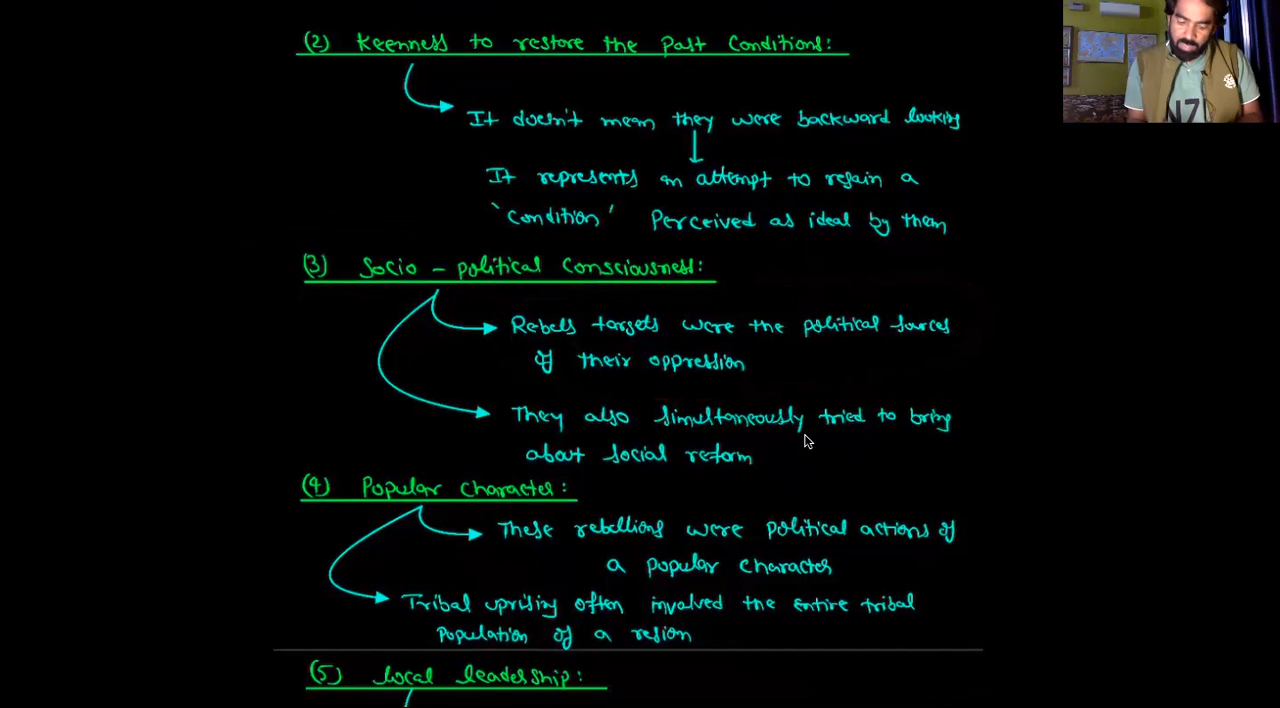 (2) Keenness to restore the Past Conditions:
It doesn't mean they were backward looking
It represents an attempt to regain a
'Condition' Perceived as ideal by them
(3) Socio - political Consciousness:
Rebels targets were the political sources
of their oppression
They also simultaneously tried to bring
about social reform
(4) Popular Character:
These rebellions were political actions of
a popular character
Tribal uprising often involved the entire tribal
Population of a region
(5) local leadership: